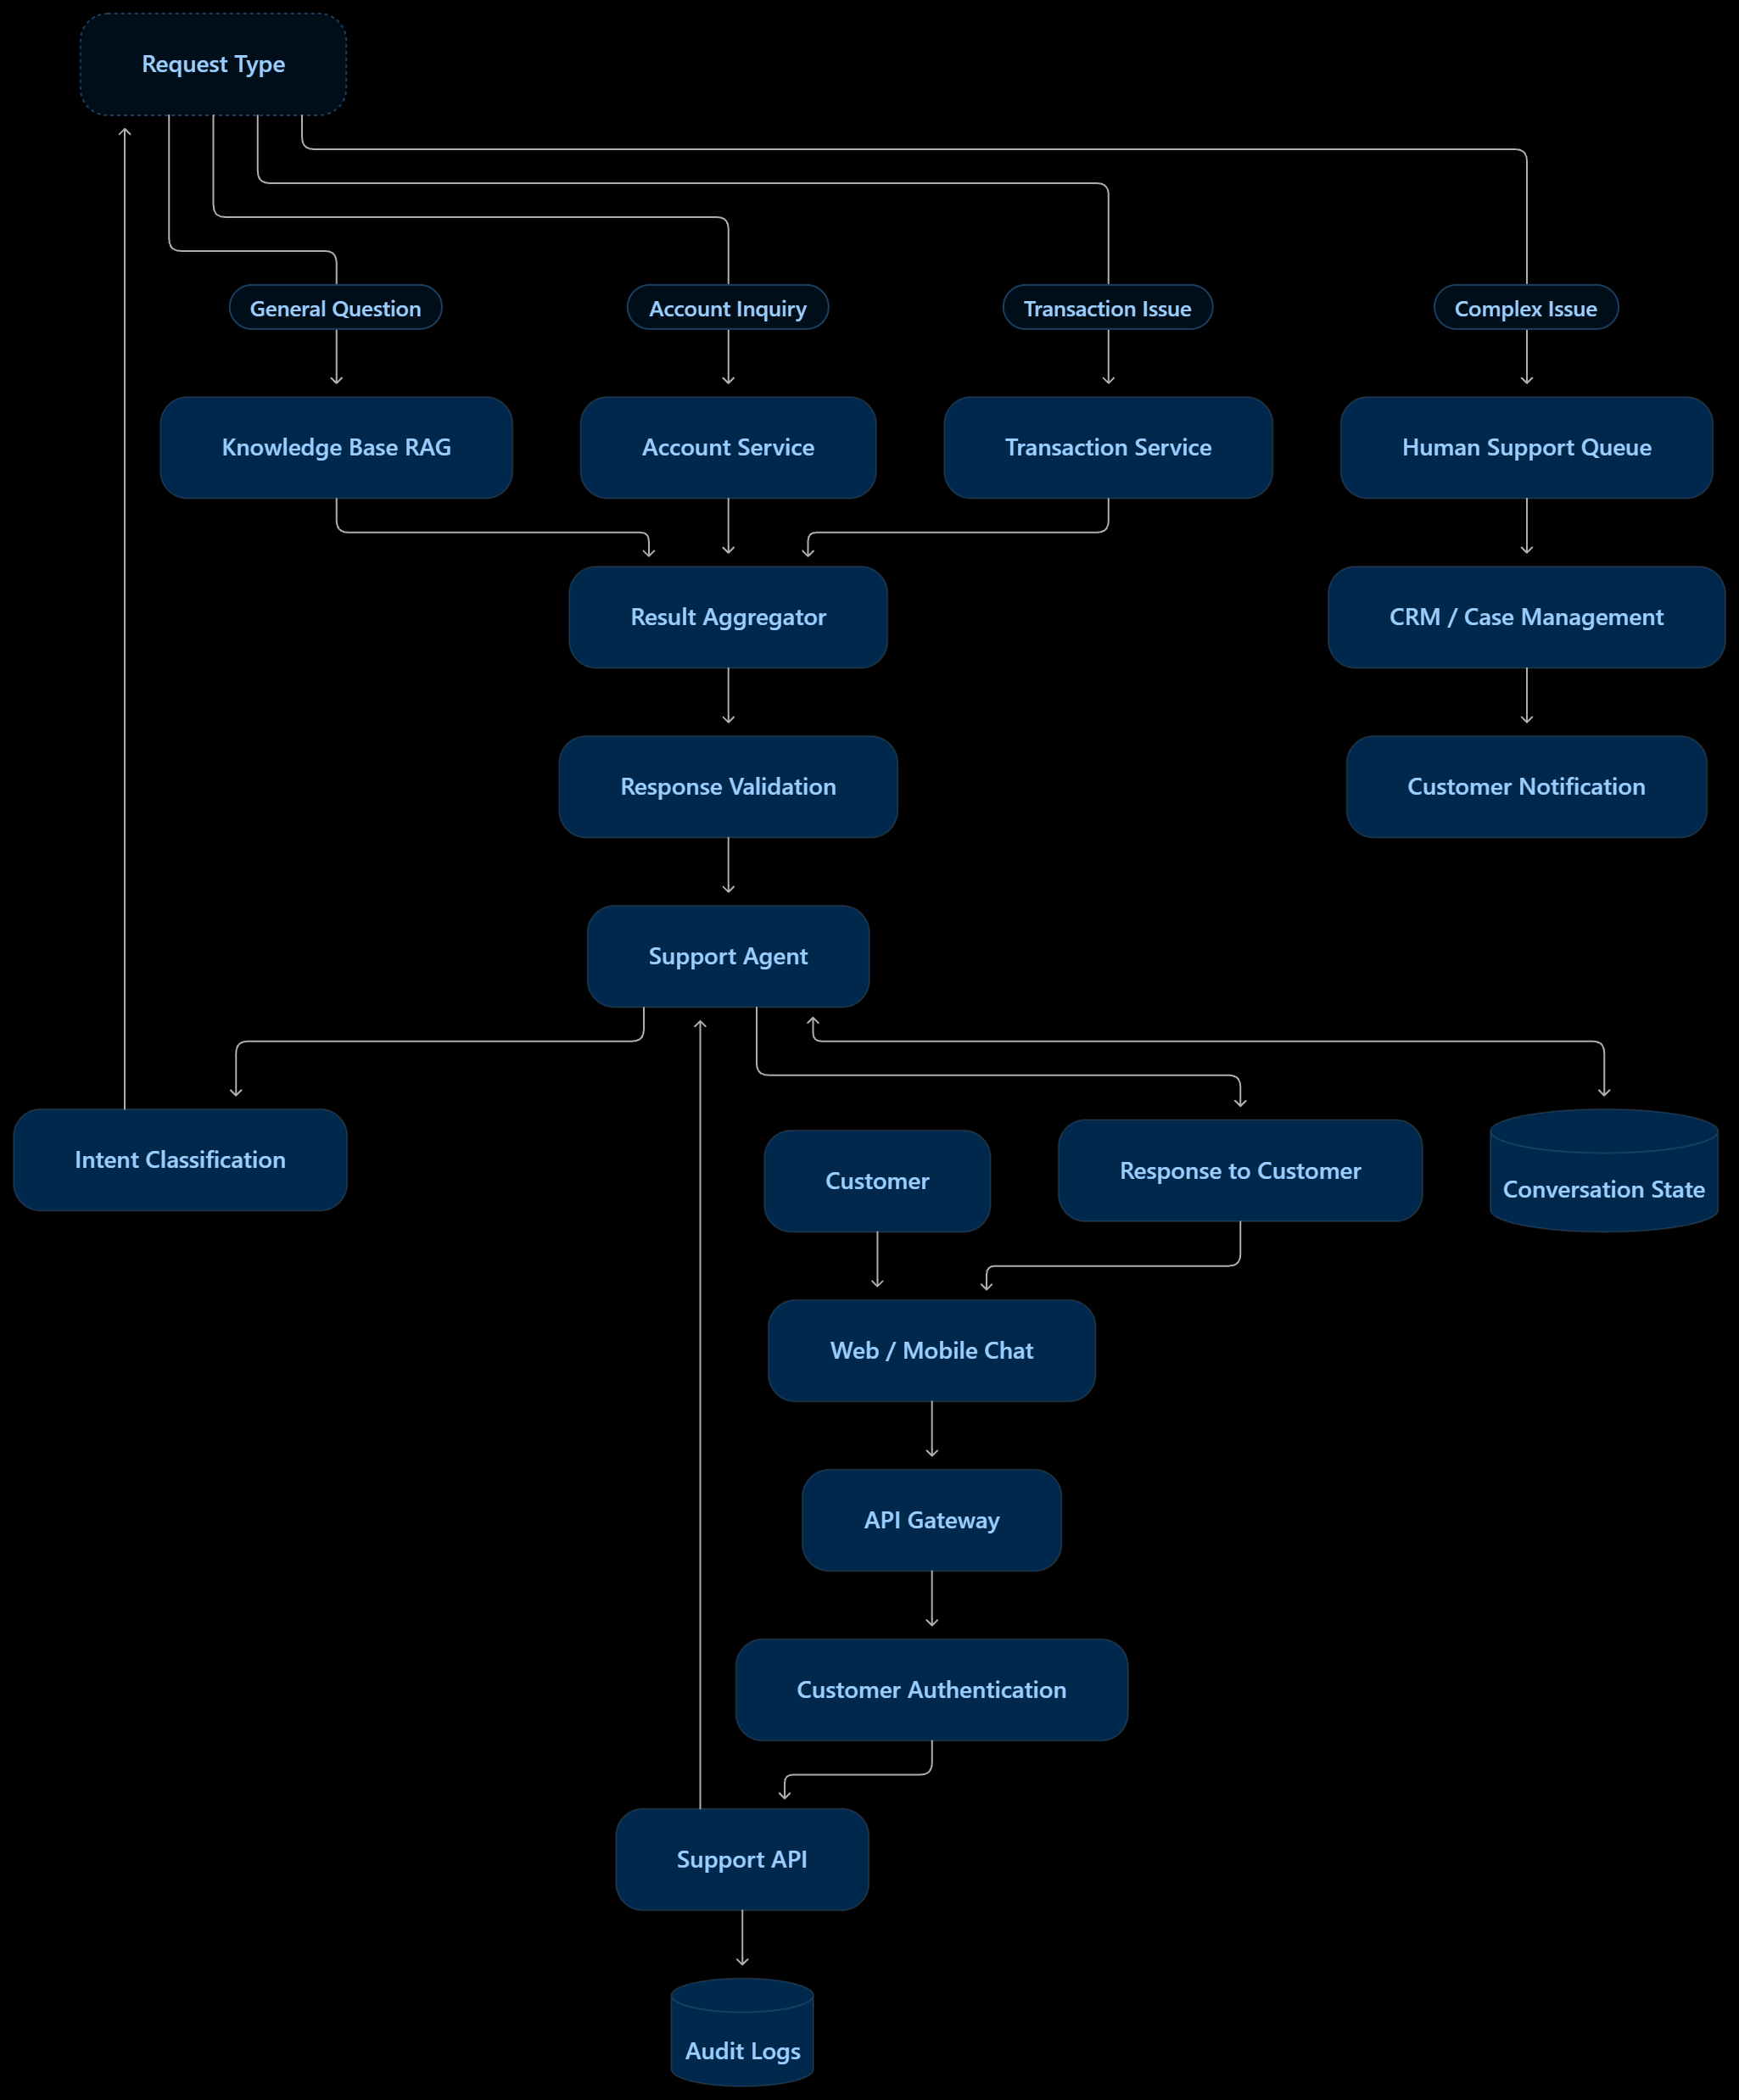 Request Type
General Question
Account Inquiry
Transaction Issue
Complex Issue
Knowledge Base RAG
Account Service
Transaction Service
Human Support Queue
Result Aggregator
CRM / Case Management
Response Validation
Customer Notification
Support Agent
Intent Classification
Customer
Response to Customer
Conversation State
Web / Mobile Chat
API Gateway
Customer Authentication
Support API
Audit Logs